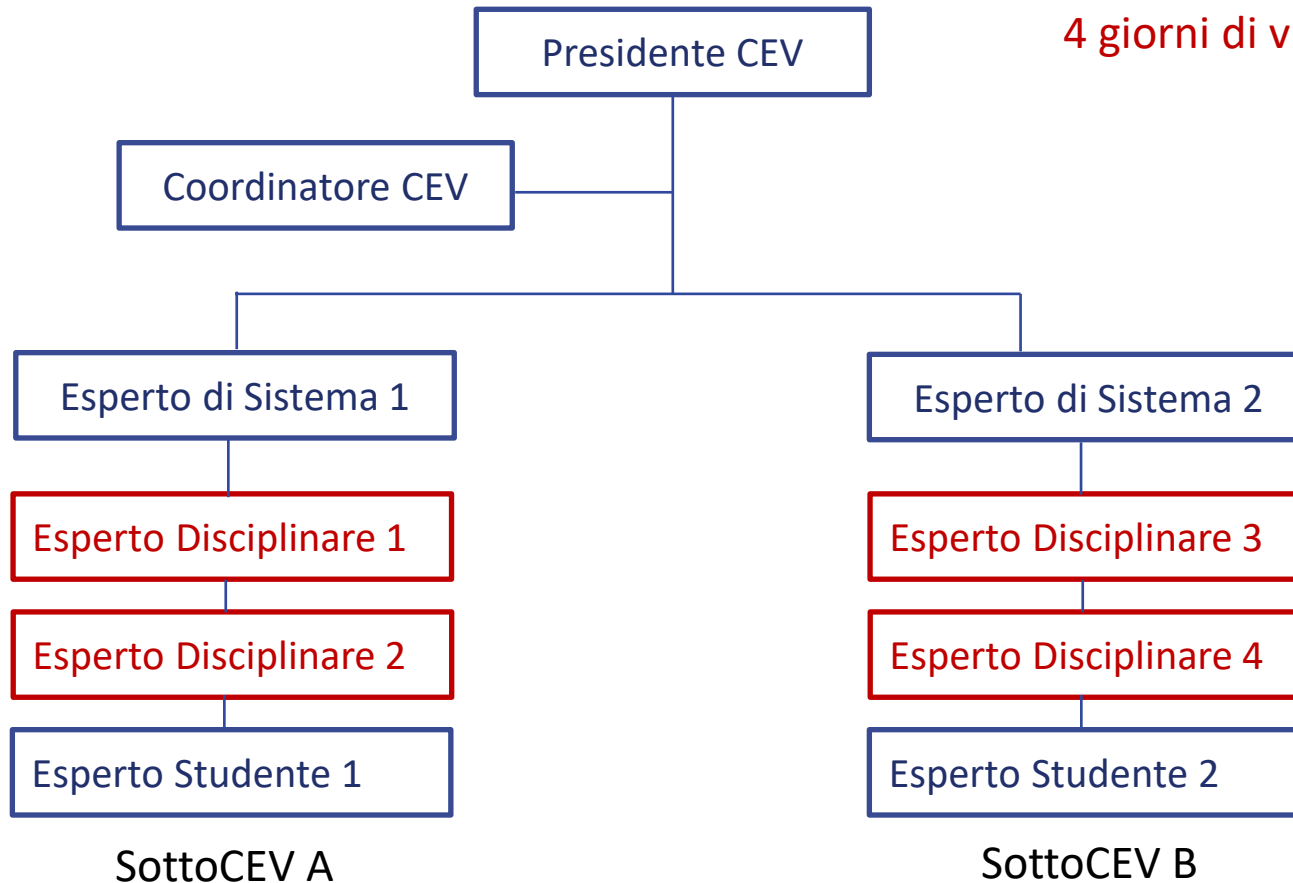 Presidente CEV
4 giorni di v
Coordinatore CEV
Esperto di Sistema 1
Esperto di Sistema 2
Esperto Disciplinare 1
Esperto Disciplinare 3
Esperto Disciplinare 2
Esperto Disciplinare 4
Esperto Studente 1
Esperto Studente 2
SottoCEV A
SottoCEV B